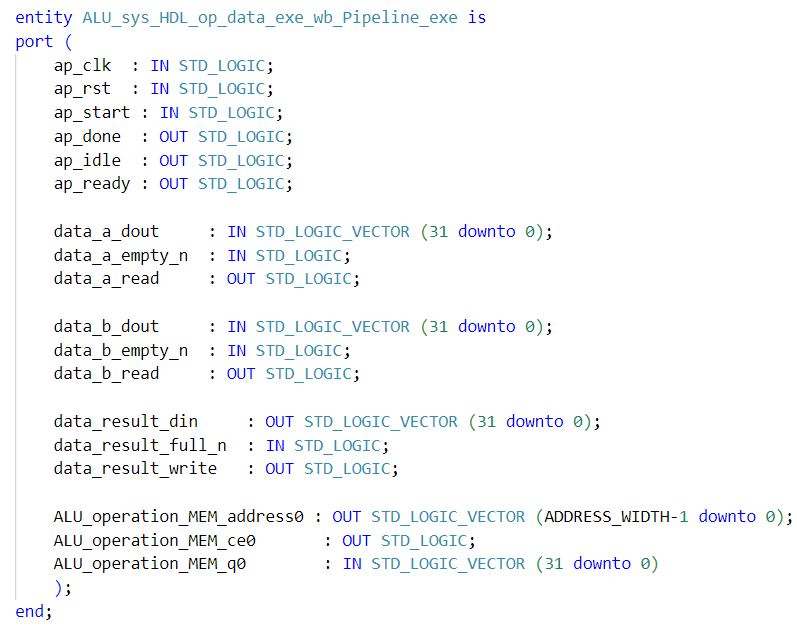 entity ALU_sys_HDL_op_data_exe_wb_Pipeline_exe is
port (
    ap_clk  : IN STD_LOGIC;
    ap_rst  : IN STD_LOGIC;
    ap_start : IN STD_LOGIC;
    ap_done  : OUT STD_LOGIC;
    ap_idle  : OUT STD_LOGIC;
    ap_ready : OUT STD_LOGIC;

    data_a_dout     : IN STD_LOGIC_VECTOR (31 downto 0);
    data_a_empty_n  : IN STD_LOGIC;
    data_a_read     : OUT STD_LOGIC;

    data_b_dout     : IN STD_LOGIC_VECTOR (31 downto 0);
    data_b_empty_n  : IN STD_LOGIC;
    data_b_read     : OUT STD_LOGIC;

    data_result_din     : OUT STD_LOGIC_VECTOR (31 downto 0);
    data_result_full_n  : IN STD_LOGIC;
    data_result_write   : OUT STD_LOGIC;

    ALU_operation_MEM_address0 : OUT STD_LOGIC_VECTOR (ADDRESS_WIDTH-1 downto 0);
    ALU_operation_MEM_ce0       : OUT STD_LOGIC;
    ALU_operation_MEM_q0        : IN STD_LOGIC_VECTOR (31 downto 0)
    );
end;